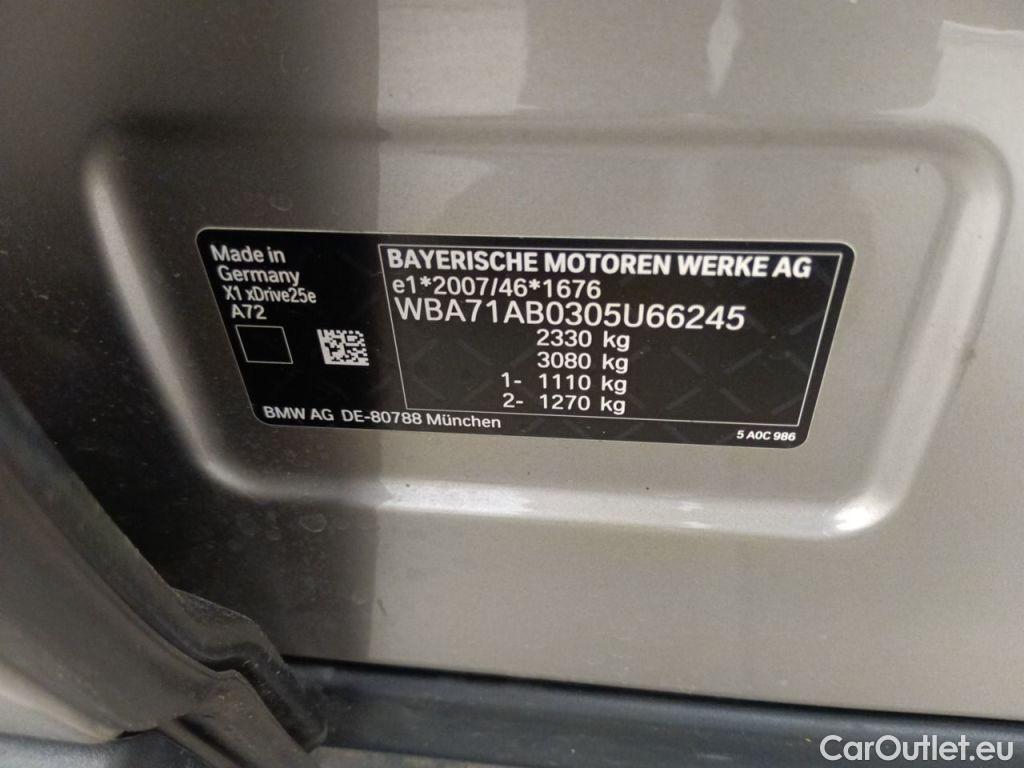 Made in
Germany
X1 xDrive25e
A72
BAYERISCHE MOTOREN WERKE AG
e1*2007/46*1676
WBA71AB0305U66245
2330 kg
3080 kg
1- 1110 kg
2- 1270 kg
BMW AG DE-80788 München
5 A0C 986
CarOutlet.eu